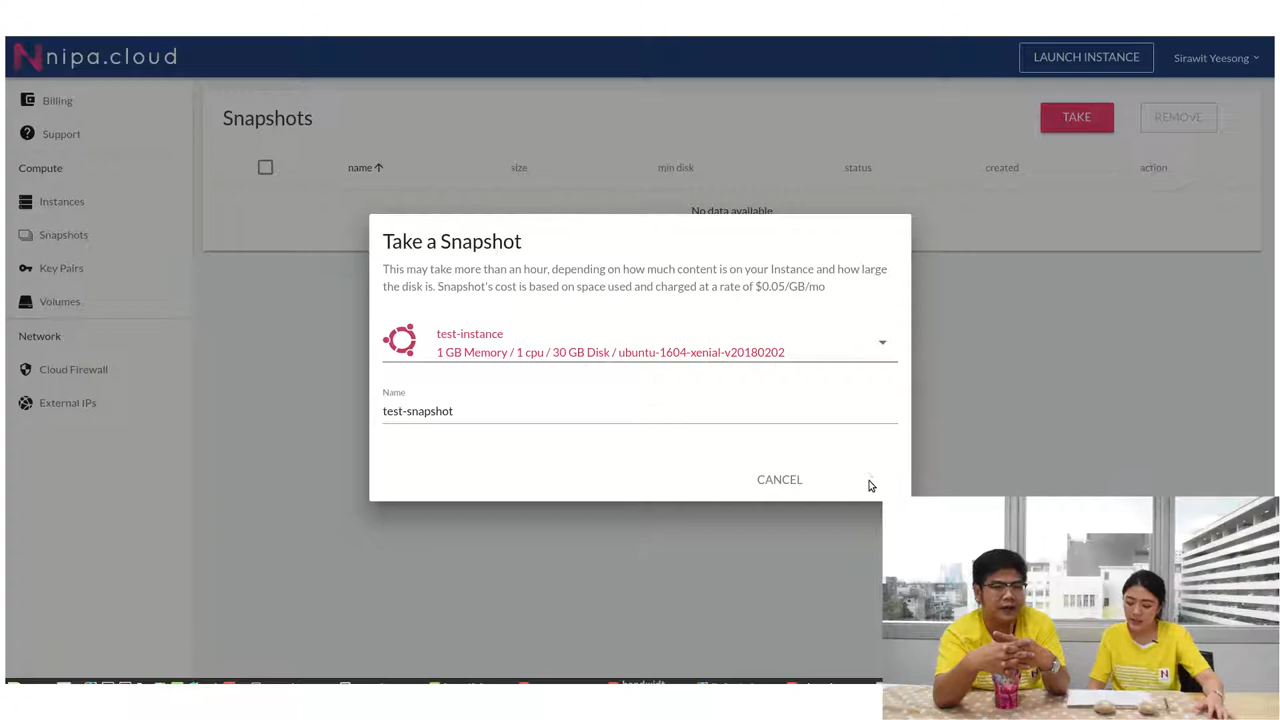 nipa.cloud
LAUNCH INSTANCE
Sirawit Yeesong
Billing
Support
Compute
Instances
Snapshots
Key Pairs
Volumes
Network
Cloud Firewall
External IPs
Snapshots
TAKE
REMOVE
name
size
min disk
status
created
action
No data available
Take a Snapshot
This may take more than an hour, depending on how much content is on your Instance and how large
the disk is. Snapshot's cost is based on space used and charged at a rate of $0.05/GB/mo
test-instance
1 GB Memory / 1 cpu / 30 GB Disk / ubuntu-1604-xenial-v20180202
Name
test-snapshot
CANCEL
N